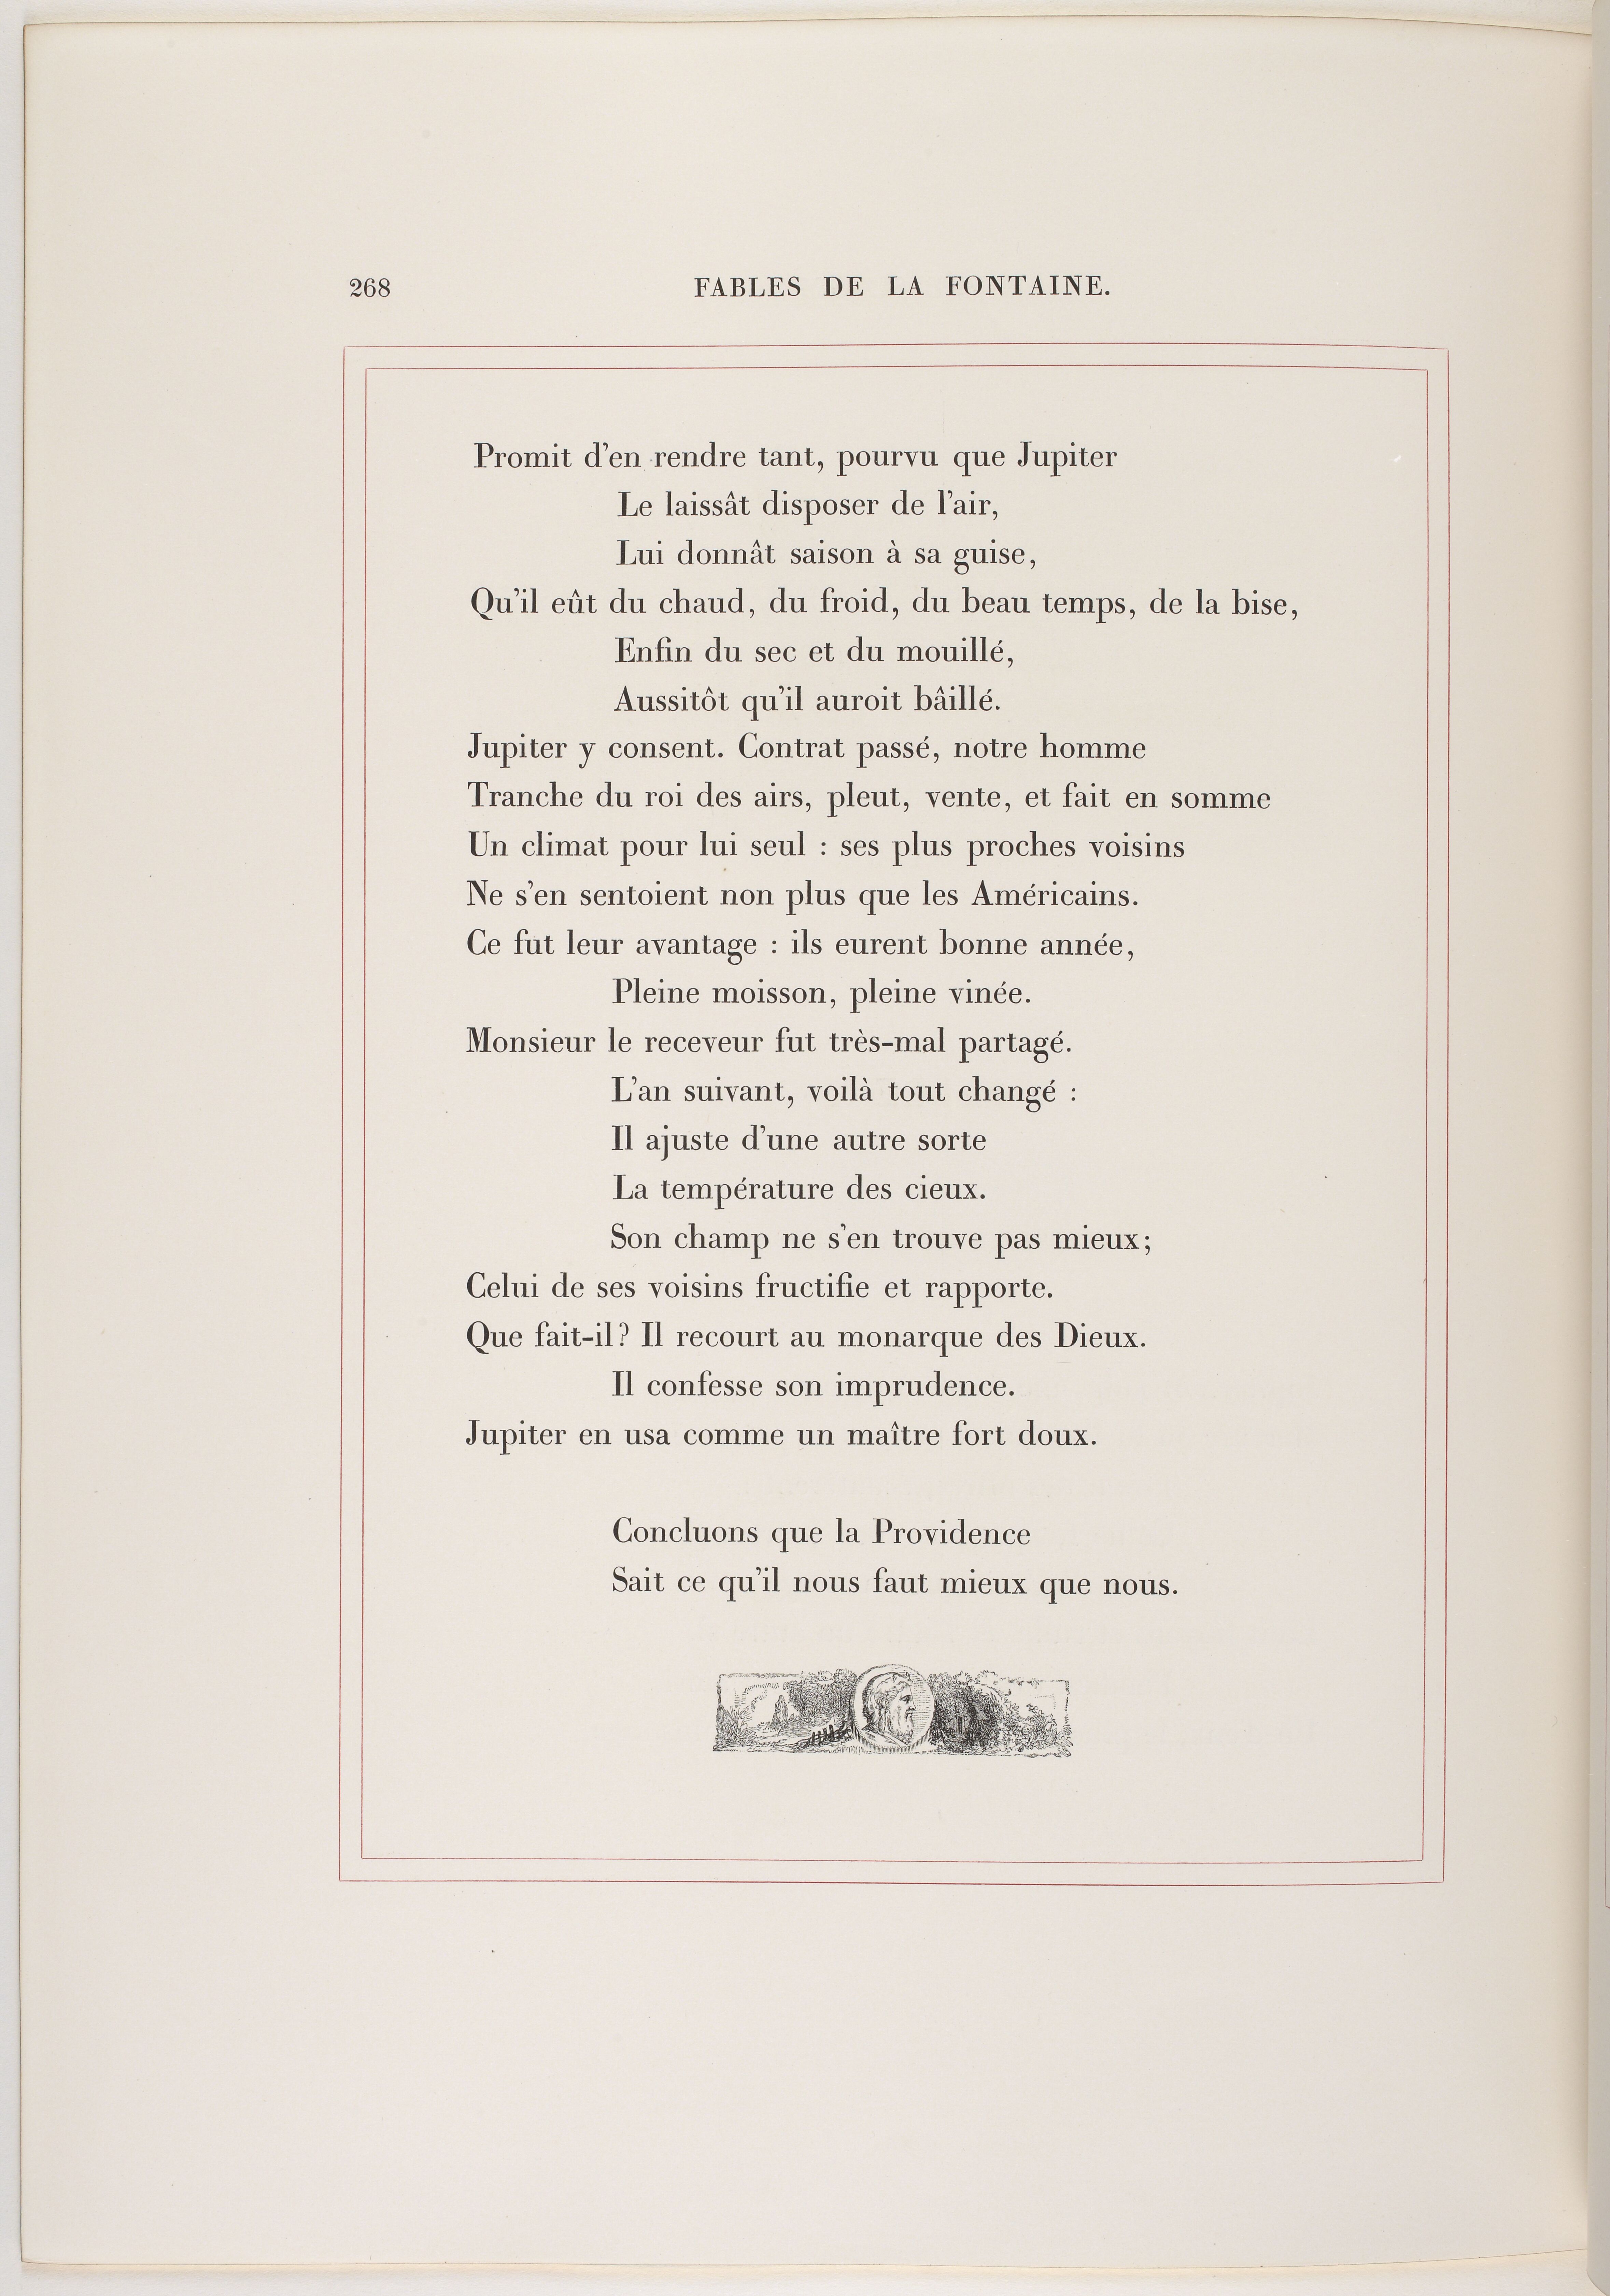 268
FABLES DE LA FONTAINE.
Promit d'en rendre tant, pourvu que Jupiter
Le laissât disposer de l'air,
Lui donnât saison à sa guise,
Qu'il eût du chaud, du froid, du beau temps, de la bise,
Enfin du sec et du mouillé,
Aussitôt qu'il auroit bâillé.
Jupiter y consent. Contrat passé, notre homme
Tranche du roi des airs, pleut, vente, et fait en somme
Un climat pour lui seul : ses plus proches voisins
Ne s'en sentoient non plus que les Américains.
Ce fut leur avantage : ils eurent bonne année,
Pleine moisson, pleine vinée.
Monsieur le receveur fut très-mal partagé.
L'an suivant, voilà tout changé :
Il ajuste d'une autre sorte
La température des cieux.
Son champ ne s'en trouve pas mieux;
Celui de ses voisins fructifie et rapporte.
Que fait-il? Il recourt au monarque des Dieux.
Il confesse son imprudence.
Jupiter en usa comme un maître fort doux.
Concluons que la Providence
Sait ce qu'il nous faut mieux que nous.